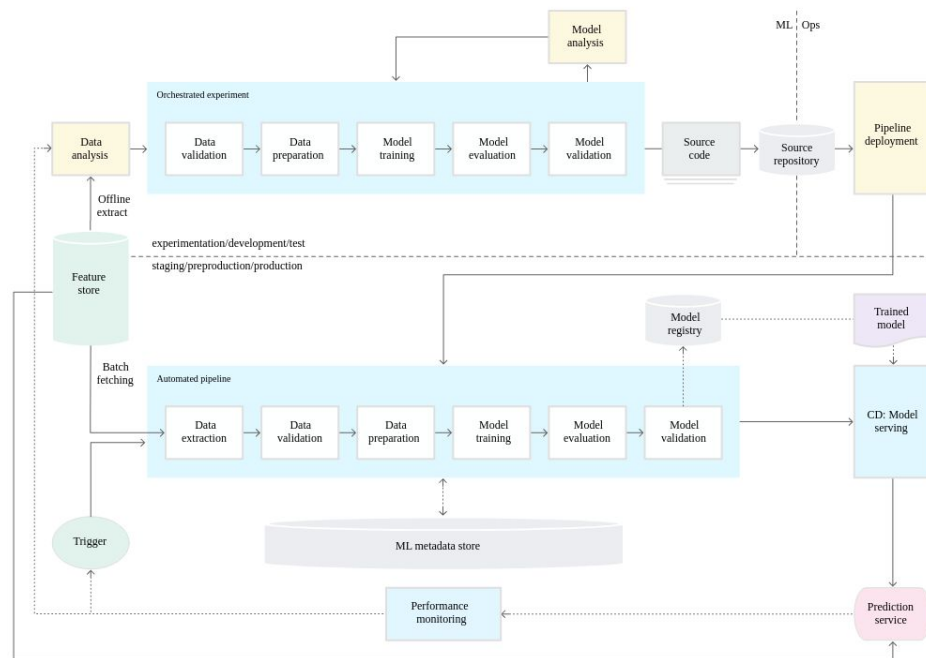 ML
Ops
Model
analysis
Orchestrated experiment
Data
analysis
Data
validation
Data
preparation
Model
training
Model
evaluation
Model
validation
Source
code
Source
repository
Pipeline
deployment
Offline
extract
experimentation/development/test
staging/preproduction/production
Feature
store
Model
registry
Trained
model
Batch
fetching
Automated pipeline
Data
extraction
Data
validation
Data
preparation
Model
training
Model
evaluation
Model
validation
CD: Model
serving
Trigger
ML metadata store
Performance
monitoring
Prediction
service